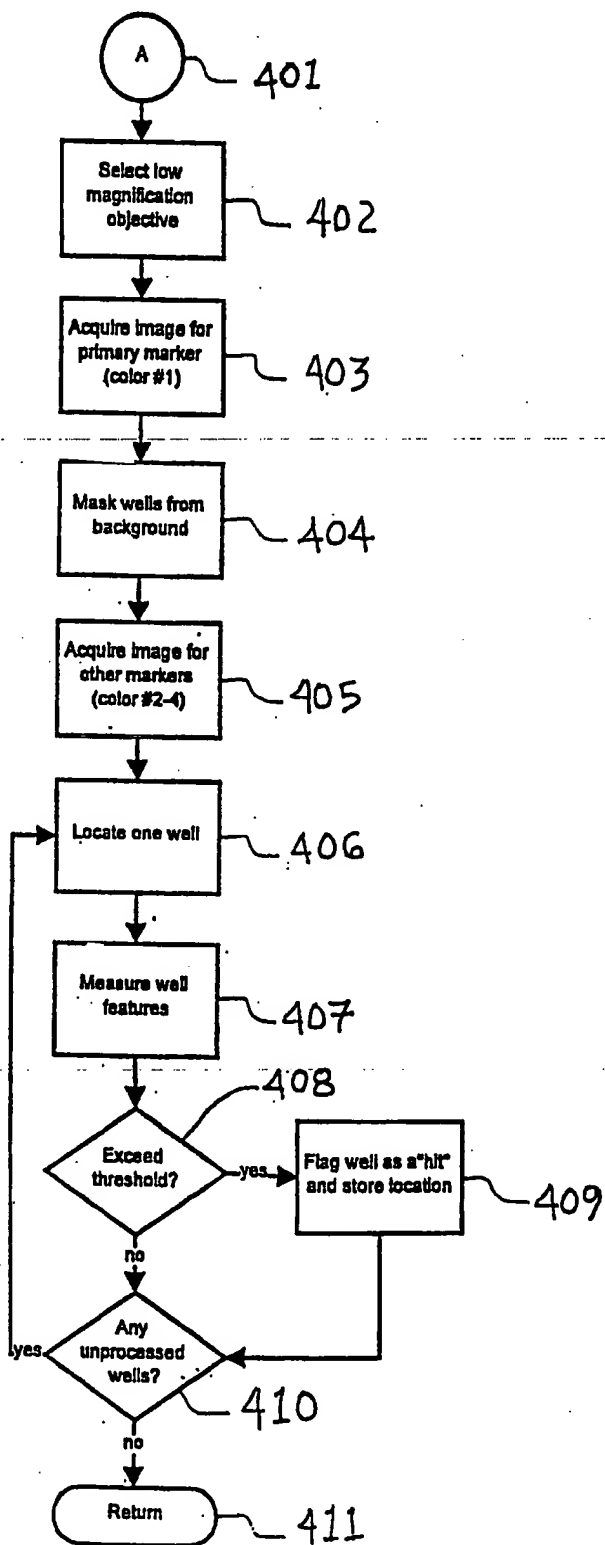 A
401
Select low
magnification
objective
402
Acquire image for
primary marker
(color #1)
403
Mask wells from
background
404
Acquire image for
other markers
(color #2-4)
405
Locate one well
406
Measure well
features
407
408
Exceed
threshold?
yes
Flag well as a "hit"
and store location
409
no
Any
unprocessed
wells?
yes
410
no
Return
411